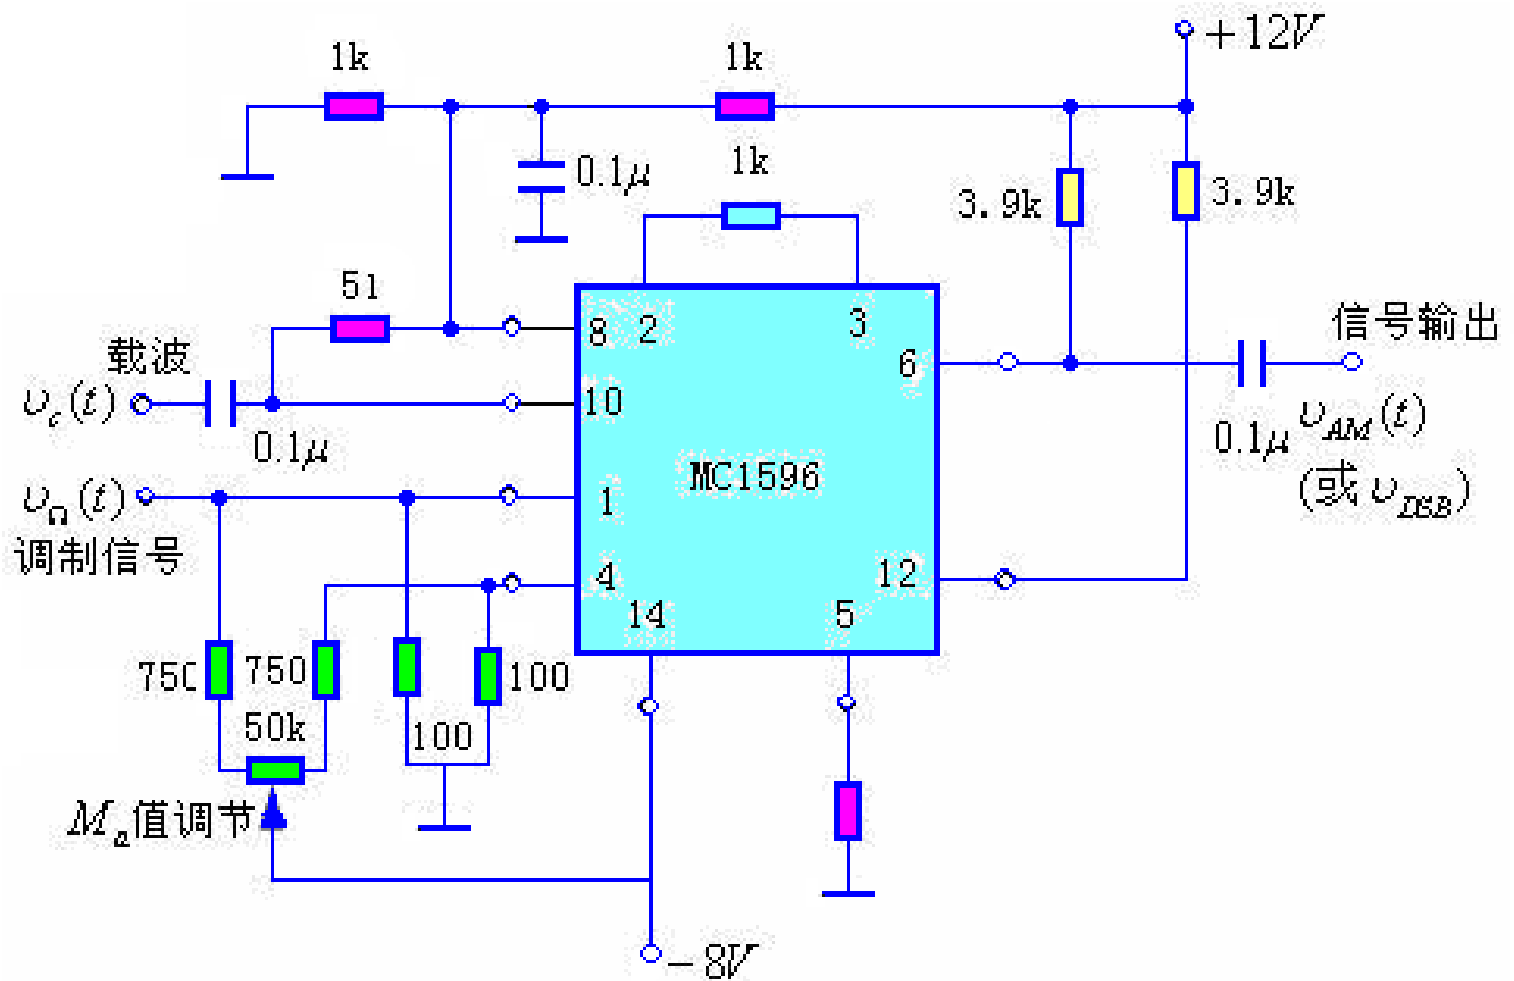 +12V
1k
1k
0.1μ
1k
3.9k
3.9k
51
8
2
3
信号输出
载波
6
υc(t)
10
0.1μ
υAM(t)
0.1μ
MC1596
(或υDSB)
υΩ(t)
1
调制信号
4
12
14
5
750
750
100
50k
100
Ma值调节
−8V